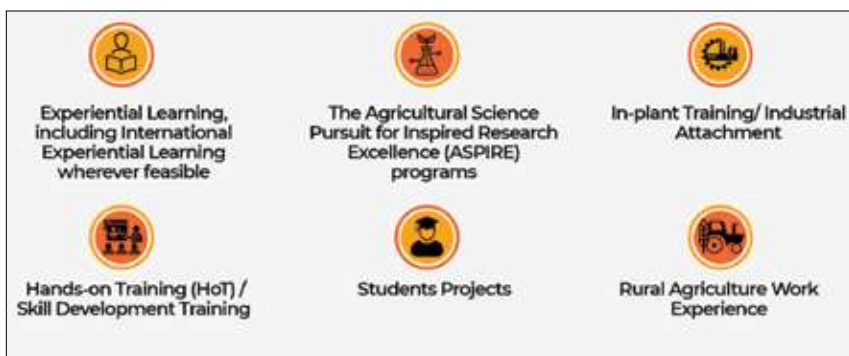 Experiential Learning,
including International
Experiential Learning
wherever feasible
The Agricultural Science
Pursuit for Inspired Research
Excellence (ASPIRE)
programs
In-plant Training/ Industrial
Attachment
Hands-on Training (HoT) /
Skill Development Training
Students Projects
Rural Agriculture Work
Experience